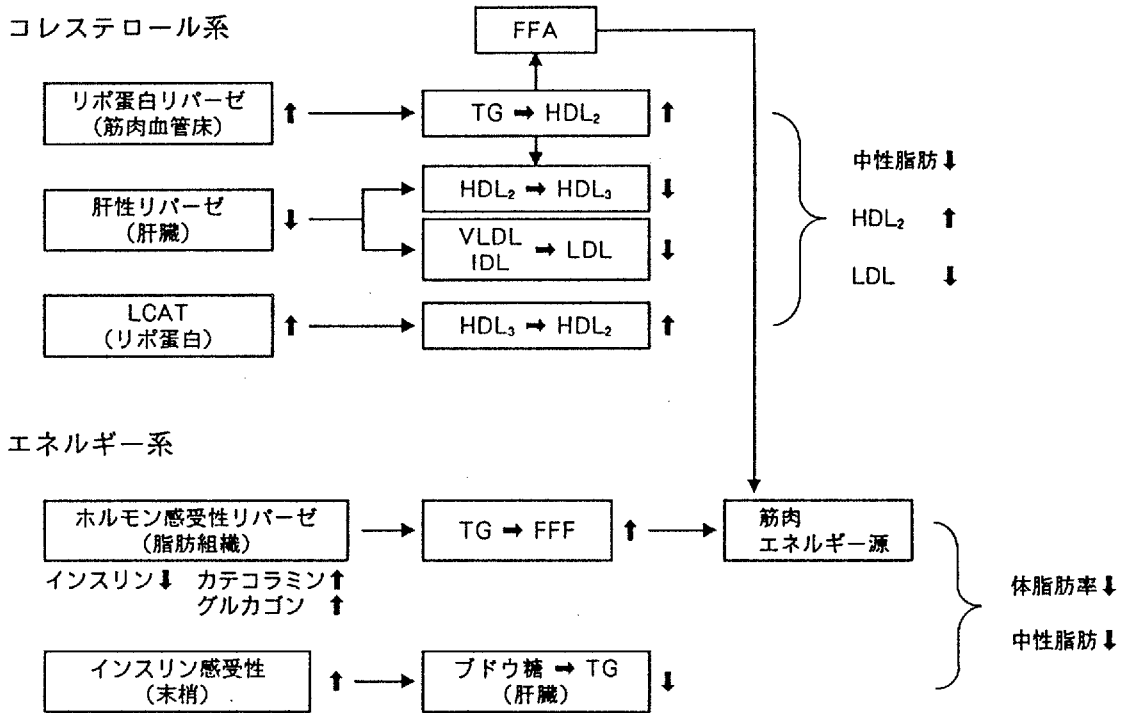 コレステロール系
FFA
リポ蛋白リパーゼ
(筋肉血管床)
⬆
TG ➡ HDL₂
⬆
肝性リパーゼ
(肝臓)
⬇
HDL₂ ➡ HDL₃
⬇
VLDL
IDL
➡ LDL
⬇
LCAT
(リポ蛋白)
⬆
HDL₃ ➡ HDL₂
⬆
中性脂肪⬇
HDL₂ ⬆
LDL ⬇
エネルギー系
ホルモン感受性リパーゼ
(脂肪組織)
インスリン⬇ カテコラミン⬆
グルカゴン ⬆
TG ➡ FFF
⬆
筋肉
エネルギー源
インスリン感受性
(末梢)
⬆
ブドウ糖 ➡ TG
(肝臓)
⬇
体脂肪率⬇
中性脂肪⬇